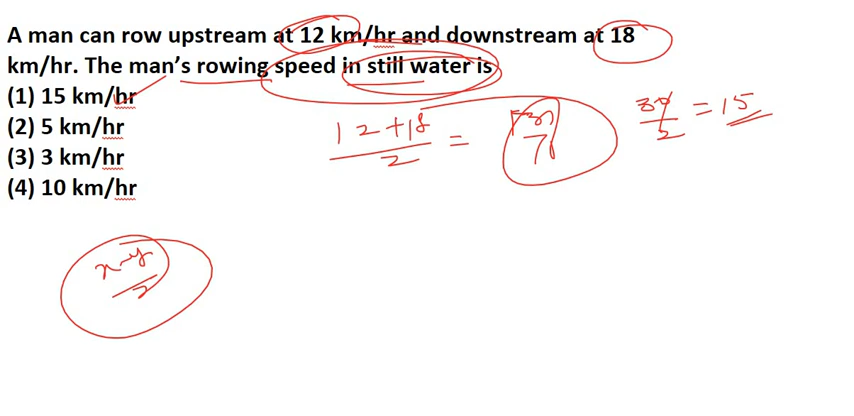 A man can row upstream at 12 km/hr and downstream at 18
km/hr. The man's rowing speed in still water is
(1) 15 km/hr
(2) 5 km/hr
(3) 3 km/hr
(4) 10 km/hr
12+18
2
=
30
2
= 15
x-y
2